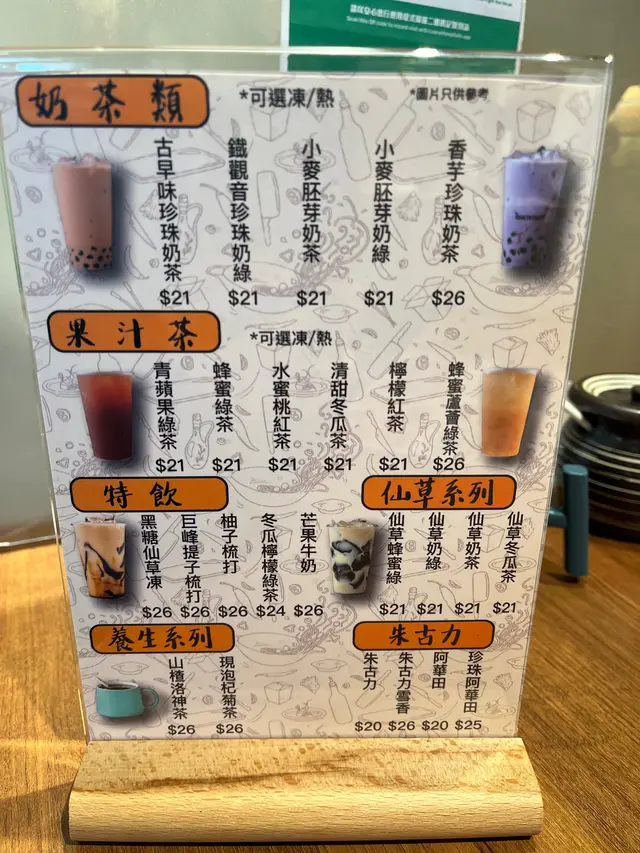 奶茶類
*可選凍/熱
*圖片只供參考
古早味珍珠奶茶
$21
鐵觀音珍珠奶綠
$21
小麥胚芽奶茶
$21
小麥胚芽奶綠
$21
香芋珍珠奶茶
$26
果汁茶
*可選凍/熱
青蘋果綠茶
$21
蜂蜜綠茶
$21
水蜜桃紅茶
$21
清甜冬瓜茶
$21
檸檬紅茶
$21
蜂蜜蘆薈綠茶
$26
特飲
黑糖仙草凍
$26
巨峰提子梳打
$26
柚子梳打
$26
冬瓜檸檬綠茶
$24
芒果牛奶
$26
仙草系列
仙草蜂蜜綠
$21
仙草奶綠
$21
仙草奶茶
$21
仙草冬瓜茶
$21
養生系列
山楂洛神茶
$26
現泡杞菊茶
$26
朱古力
朱古力
$20
朱古力雪香
$26
阿華田
$20
珍珠阿華田
$25